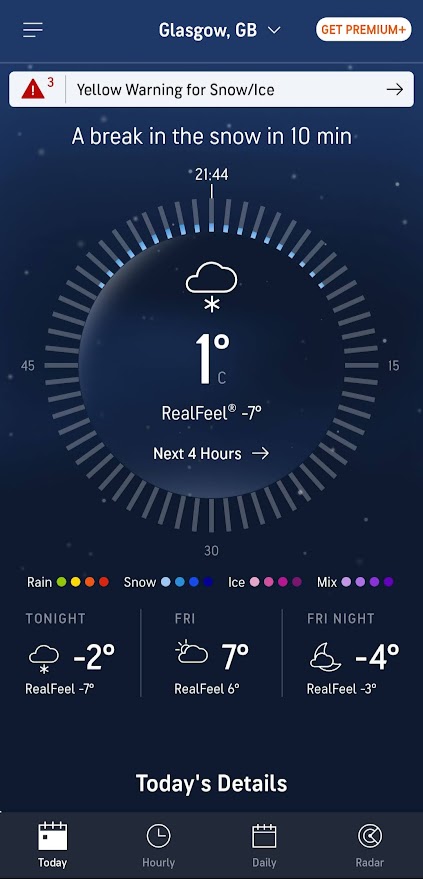 Glasgow, GB
GET PREMIUM+
3
Yellow Warning for Snow/Ice
A break in the snow in 10 min
21:44
45
15
1°
C
RealFeel® -7°
Next 4 Hours
30
Rain Snow Ice Mix
TONIGHT FRI FRI NIGHT
-2° 7° -4°
RealFeel -7° RealFeel 6° RealFeel -3°
Today's Details
Today Hourly Daily Radar